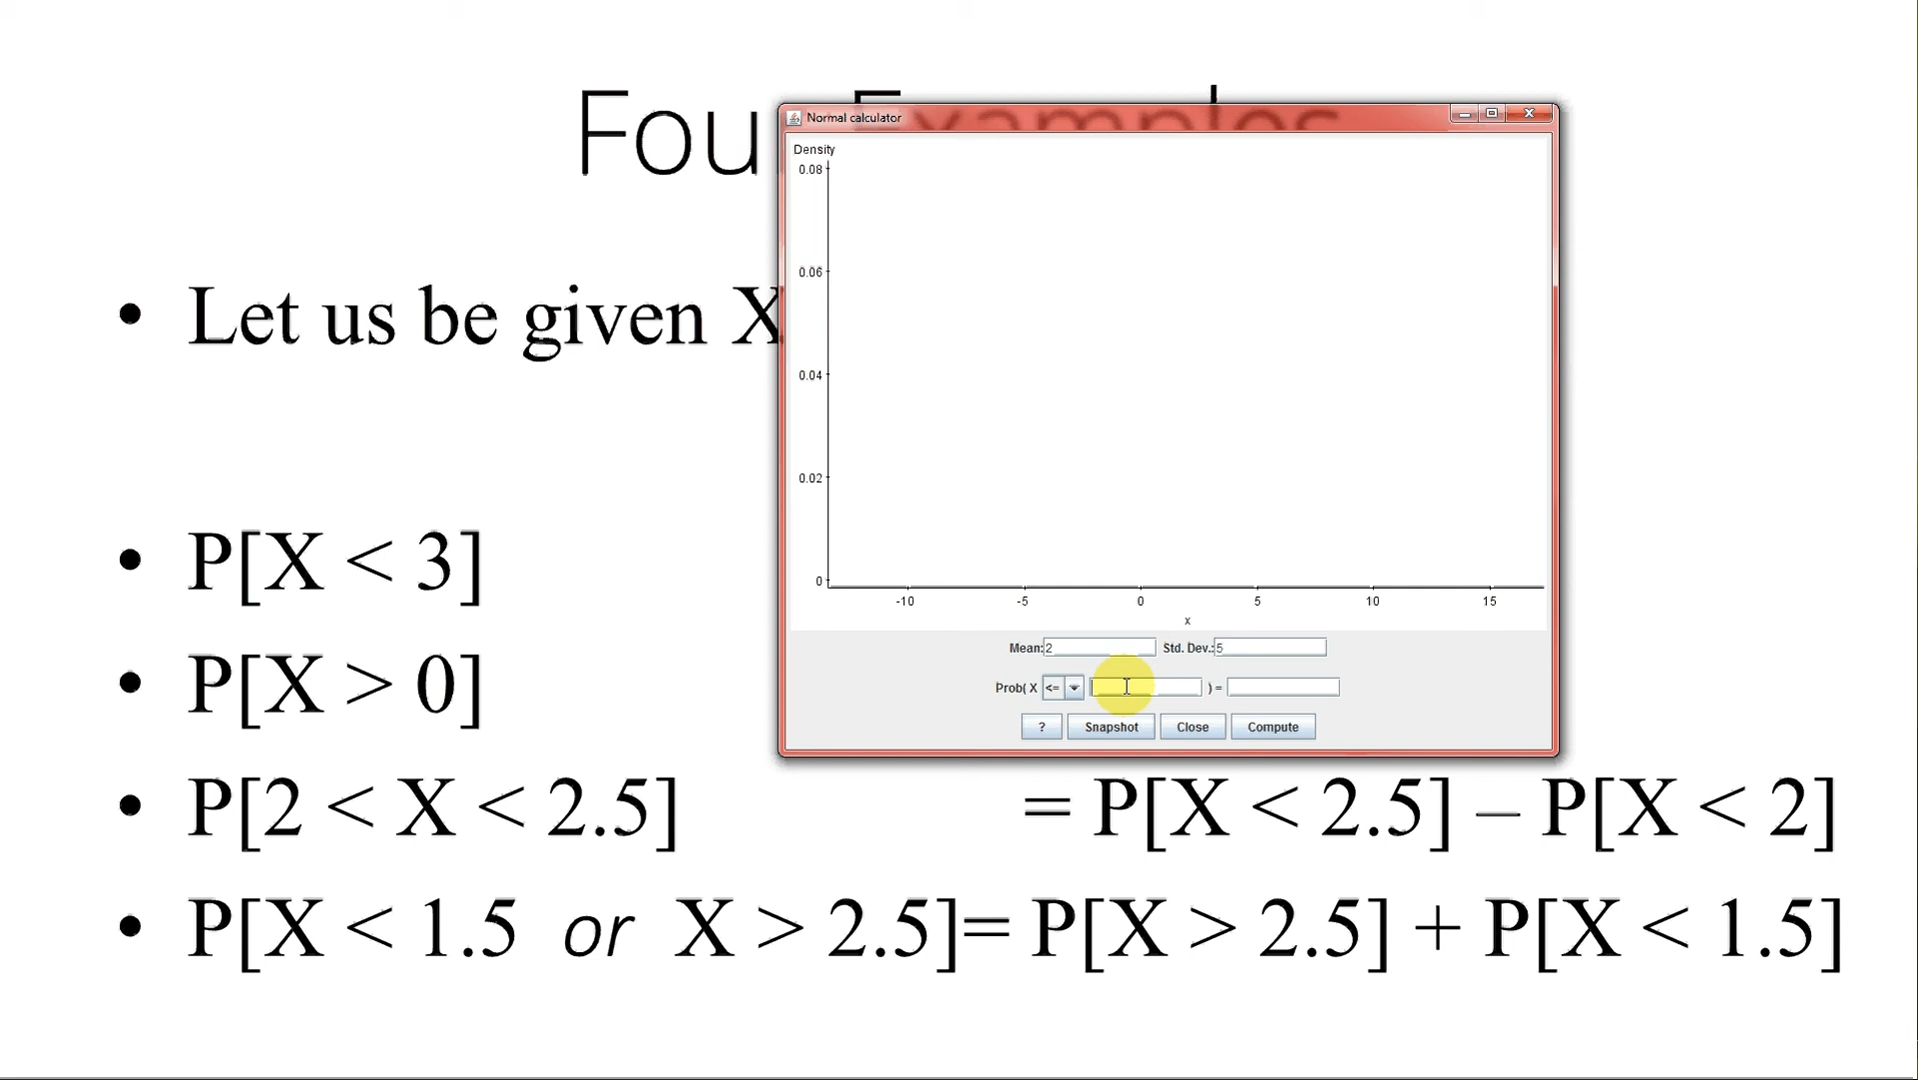 Four Examples
Normal calculator
Density
0.08
0.06
0.04
0.02
0
-10 -5 0 5 10 15
x
Mean: 2 Std. Dev.: 5
Prob( X <= ) =
? Snapshot Close Compute
• Let us be given X
• P[X < 3]
• P[X > 0]
• P[2 < X < 2.5] = P[X < 2.5] – P[X < 2]
• P[X < 1.5 or X > 2.5]= P[X > 2.5] + P[X < 1.5]